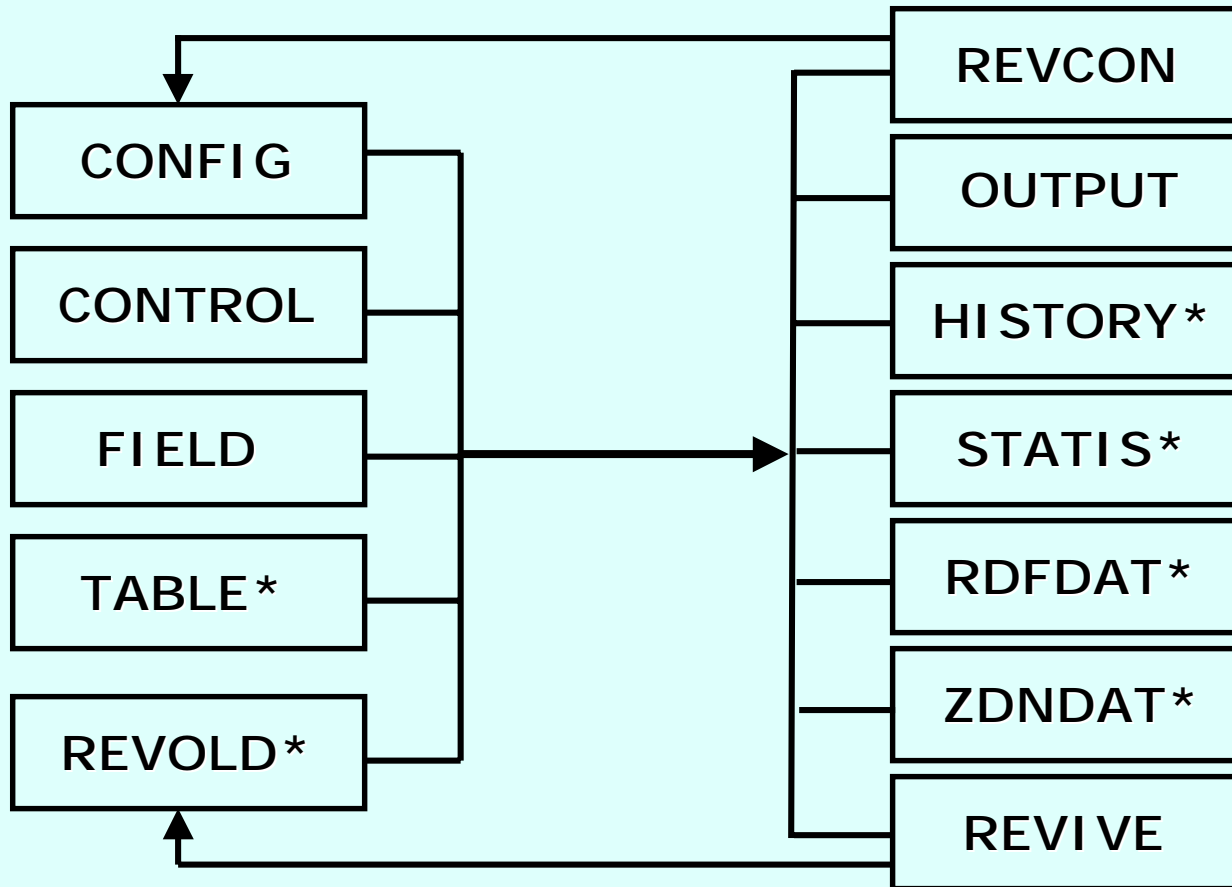 CONFIG
CONTROL
FIELD
TABLE*
REVOLD*
REVCON
OUTPUT
HISTORY*
STATIS*
RDFDAT*
ZDNDAT*
REVIVE